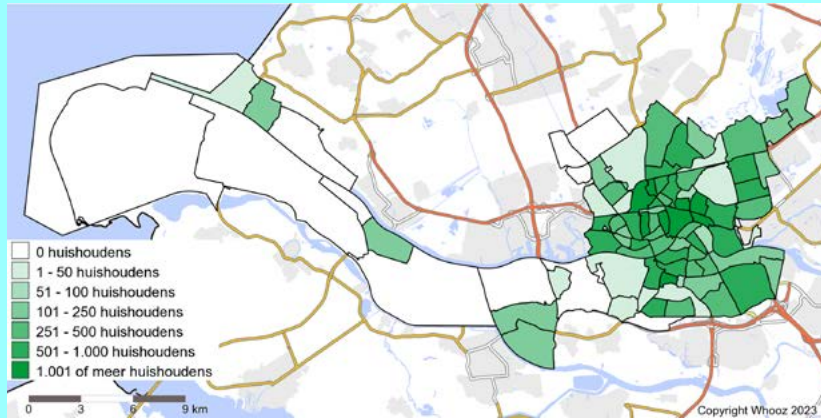 0 huishoudens
1 - 50 huishoudens
51 - 100 huishoudens
101 - 250 huishoudens
251 - 500 huishoudens
501 - 1.000 huishoudens
1.001 of meer huishoudens
0 3 6 9 km
Copyright Whooz 2023